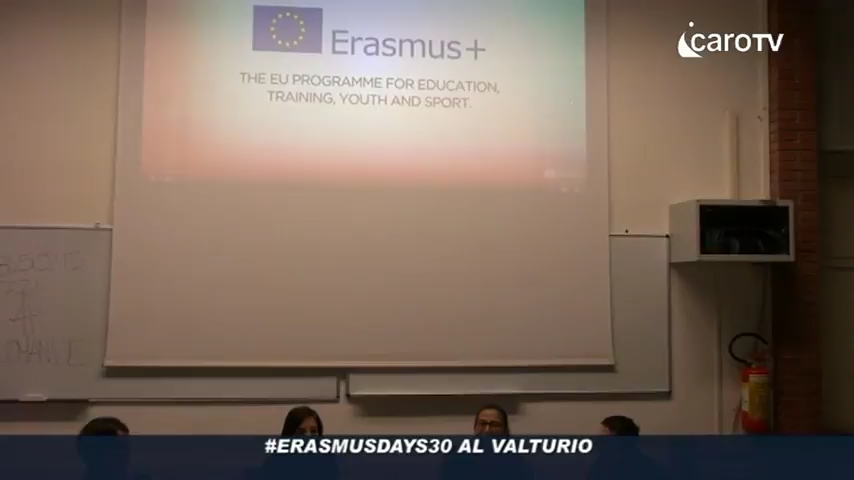 Erasmus+
THE EU PROGRAMME FOR EDUCATION,
TRAINING, YOUTH AND SPORT.
icaroTV
#ERASMUSDAYS30 AL VALTURIO